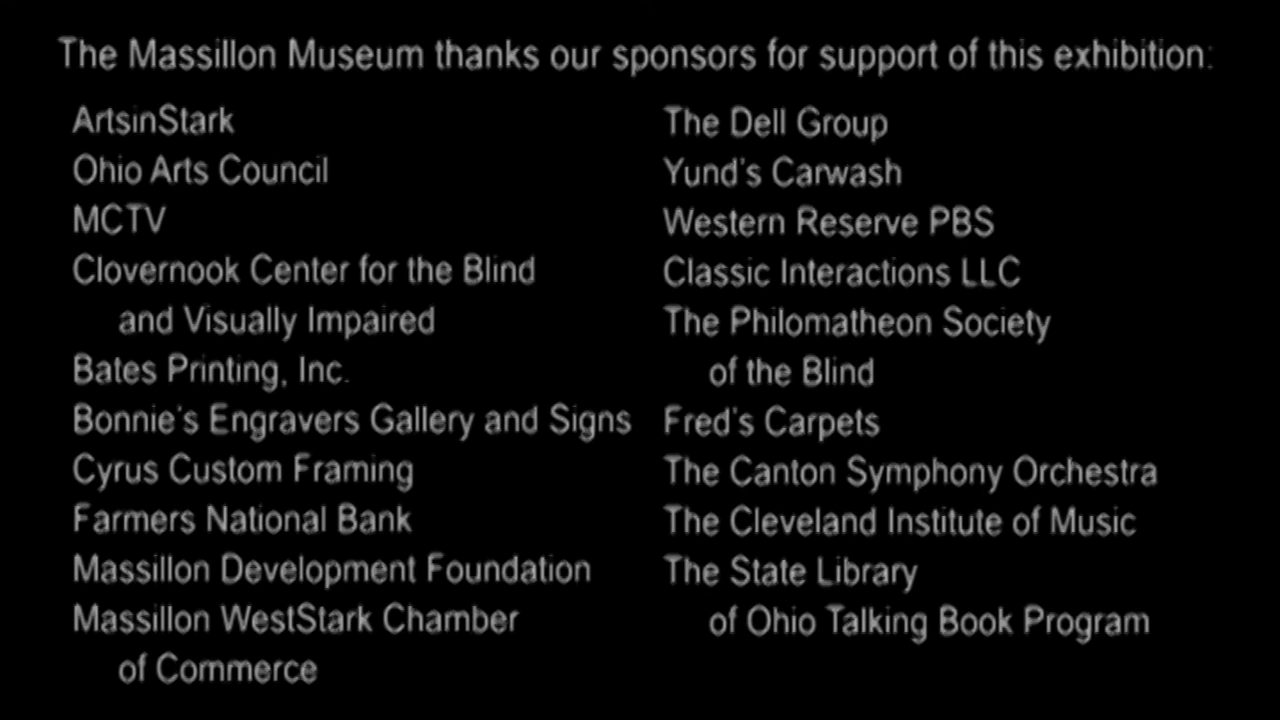 The Massillon Museum thanks our sponsors for support of this exhibition:
ArtsinStark
Ohio Arts Council
MCTV
Clovernook Center for the Blind
and Visually Impaired
Bates Printing, Inc.
Bonnie's Engravers Gallery and Signs
Cyrus Custom Framing
Farmers National Bank
Massillon Development Foundation
Massillon WestStark Chamber
of Commerce
The Dell Group
Yund's Carwash
Western Reserve PBS
Classic Interactions LLC
The Philomatheon Society
of the Blind
Fred's Carpets
The Canton Symphony Orchestra
The Cleveland Institute of Music
The State Library
of Ohio Talking Book Program